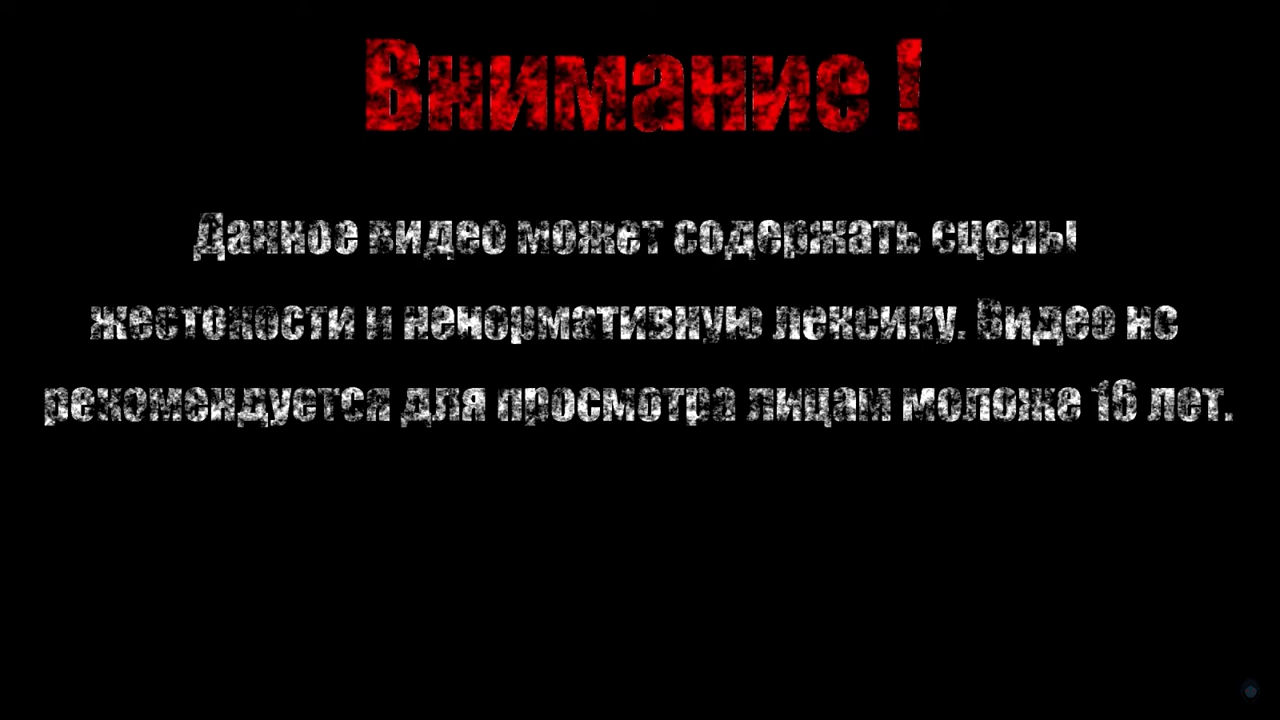 Внимание !
Данное видео может содержать сцены
жестокости и ненормативную лексику. Видео не
рекомендуется для просмотра лицам моложе 16 лет.